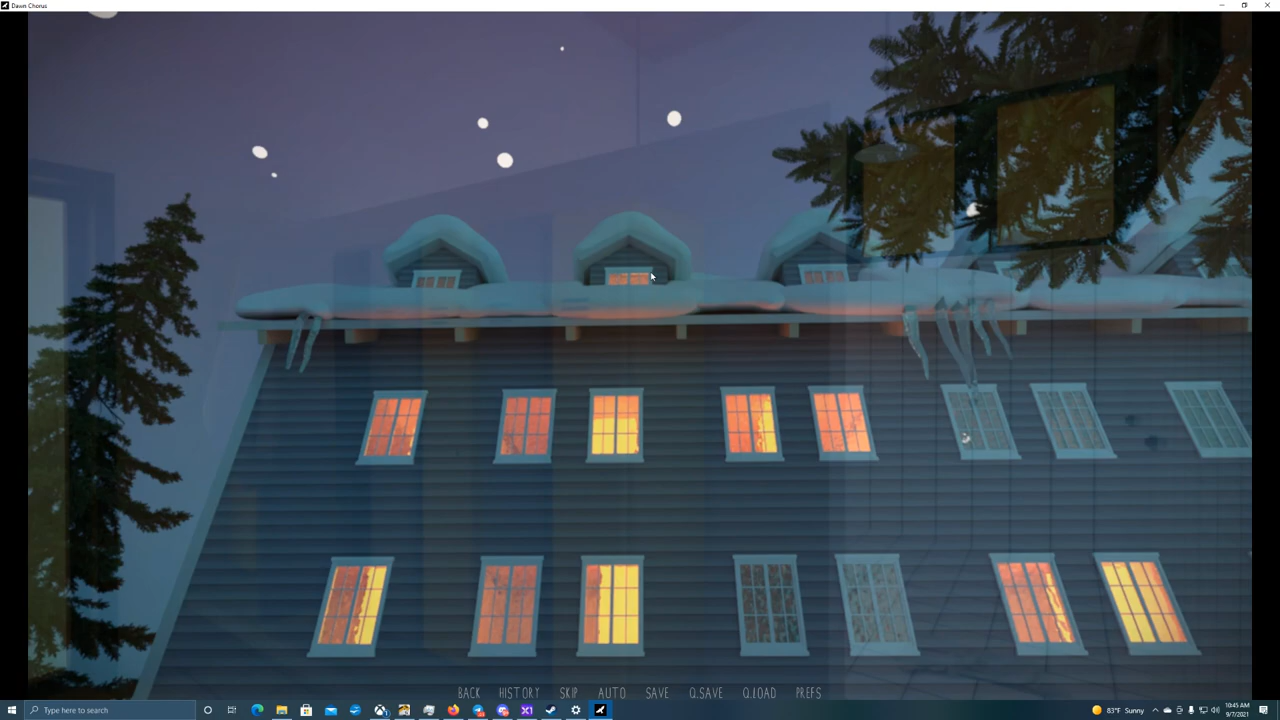 Dawn Chorus
BACK HISTORY SKIP AUTO SAVE Q.SAVE Q.LOAD PREFS
Type here to search
83°F Sunny
10:45 AM
9/7/2021